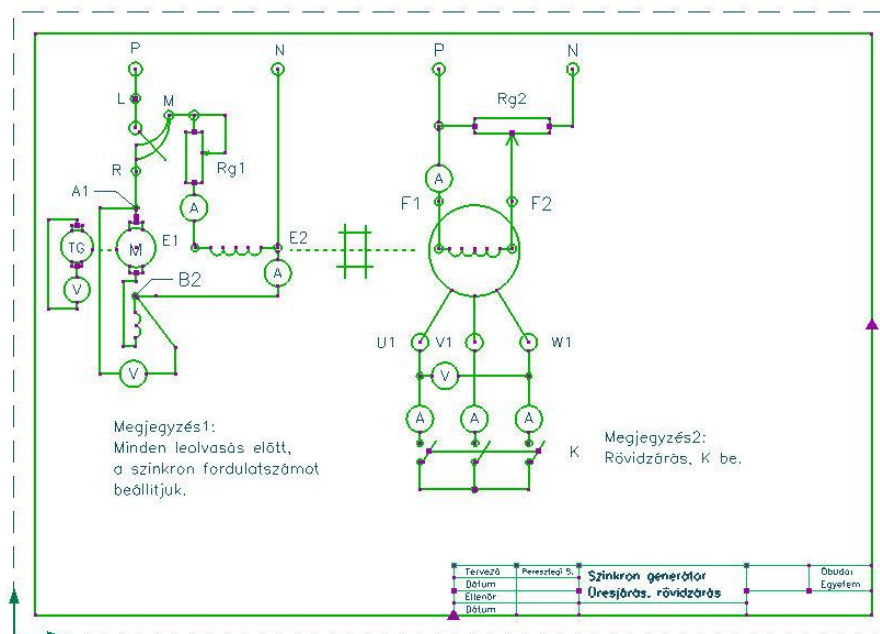 P
N
P
N
L
M
Rg2
R
Rg1
A
A1
A
F1
F2
TG
M
E1
E2
V
B2
A
U1
V1
W1
V
V
A
A
A
K
Megjegyzés1:
Minden leolvasás előtt,
a szinkron fordulatszámot
beállitjuk.
Megjegyzés2:
Rövidzárás, K be.
Tervező
Peresztegi S.
Dátum
Ellenőr
Dátum
Szinkron generátor
Üresjárás, rövidzárás
Óbudai
Egyetem